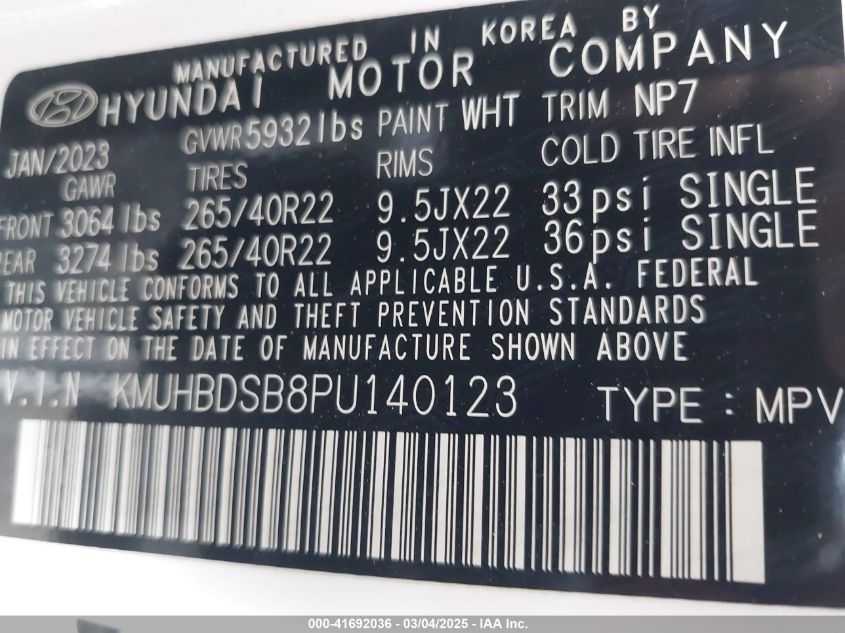 MANUFACTURED IN KOREA BY
HYUNDAI MOTOR COMPANY
JAN/2023 GVWR 5932 lbs PAINT WHT TRIM NP7
GAWR TIRES RIMS COLD TIRE INFL
FRONT 3064 lbs 265/40R22 9.5JX22 33psi SINGLE
REAR 3274 lbs 265/40R22 9.5JX22 36psi SINGLE
THIS VEHICLE CONFORMS TO ALL APPLICABLE U.S.A. FEDERAL
MOTOR VEHICLE SAFETY AND THEFT PREVENTION STANDARDS
IN EFFECT ON THE DATE OF MANUFACTURE SHOWN ABOVE
V.I.N KMUHBDSB8PU140123 TYPE : MPV
000-41692036 - 03/04/2025 - IA Inc.